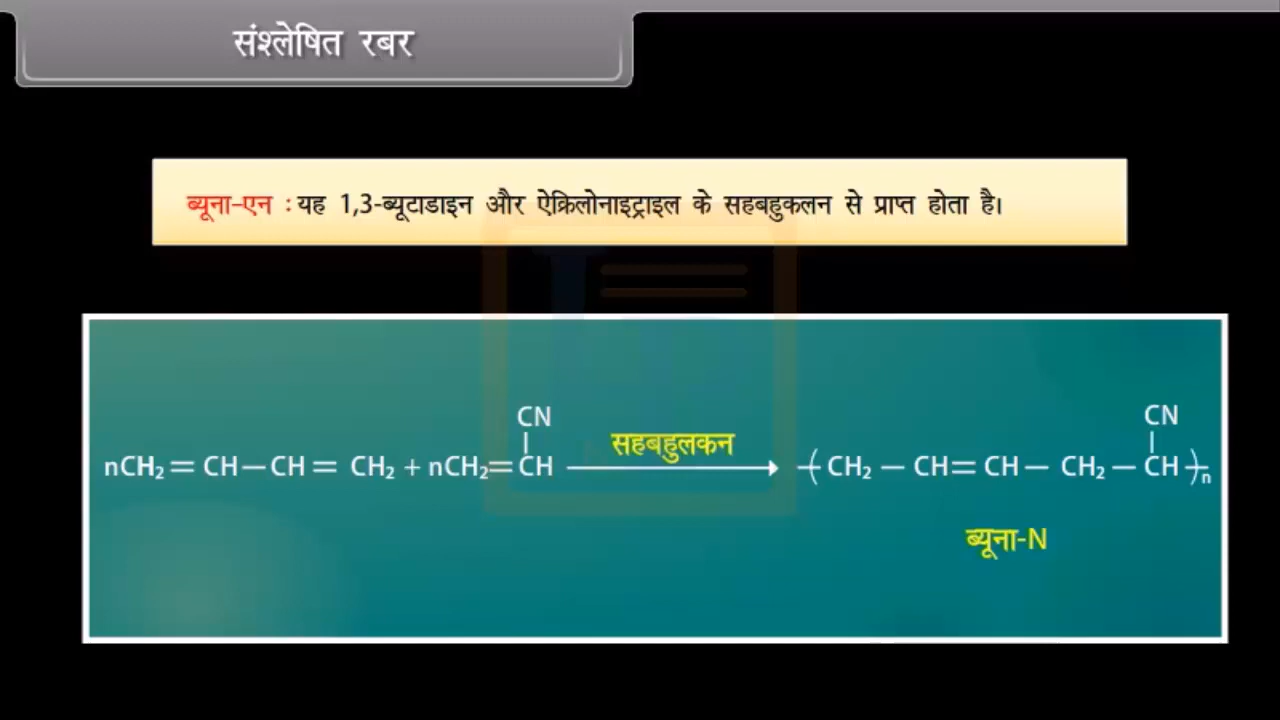 संश्लेषित रबर
ब्यूना-एन : यह 1,3-ब्यूटाडाइन और ऐक्रिलोनाइट्राइल के सहबहुकलन से प्राप्त होता है।
CN CN
| सहबहुलकन |
nCH₂ = CH—CH = CH₂ + nCH₂=CH ⟶ -(CH₂ — CH=CH— CH₂ —CH-)n
ब्यूना-N